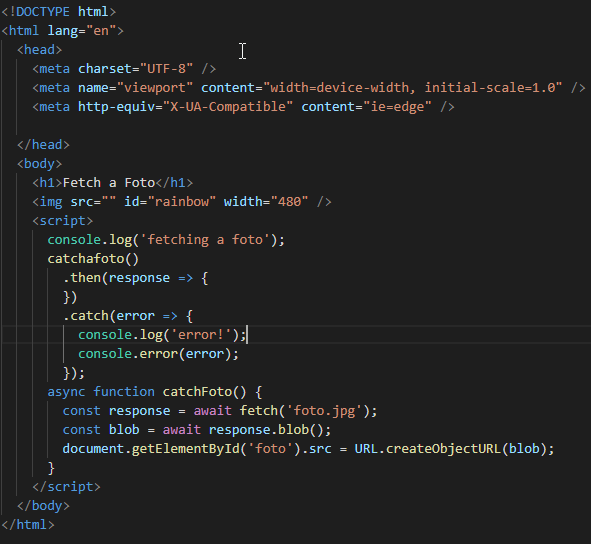 <!DOCTYPE html>
<html lang="en">
<head>
<meta charset="UTF-8" />
<meta name="viewport" content="width=device-width, initial-scale=1.0" />
<meta http-equiv="X-UA-Compatible" content="ie=edge" />
</head>
<body>
<h1>Fetch a Foto</h1>
<img src="" id="rainbow" width="480" />
<script>
console.log('fetching a foto');
catchafoto()
.then(response => {
})
.catch(error => {
console.log('error!');
console.error(error);
});
async function catchFoto() {
const response = await fetch('foto.jpg');
const blob = await response.blob();
document.getElementById('foto').src = URL.createObjectURL(blob);
}
</script>
</body>
</html>